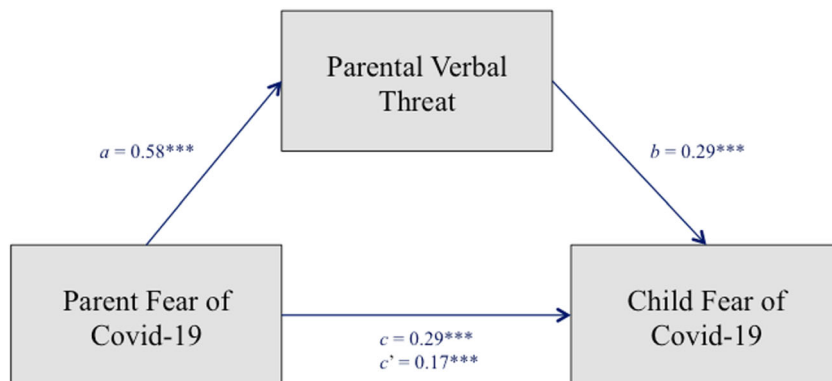 Parental Verbal
Threat
a = 0.58***
b = 0.29***
Parent Fear of
Covid-19
c = 0.29***
c’ = 0.17***
Child Fear of
Covid-19